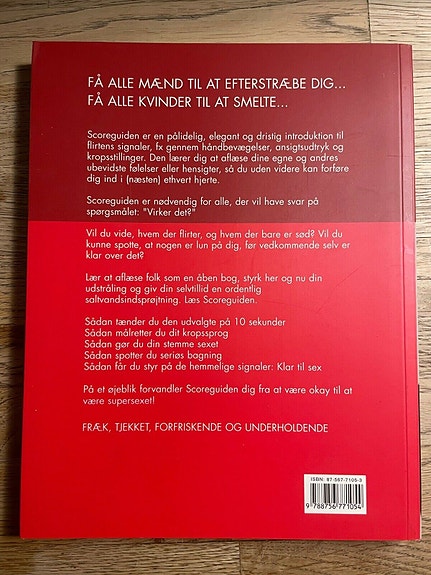 FÅ ALLE MÆND TIL AT EFTERSTRÆBE DIG...
FÅ ALLE KVINDER TIL AT SMELTE...
Scoreguiden er en pålidelig, elegant og dristig introduktion til
flirtens signaler, fx gennem håndbevægelser, ansigtsudtryk og
kropsstillinger. Den lærer dig at aflæse dine egne og andres
ubevidste følelser eller hensigter, så du uden videre kan forføre
dig ind i (næsten) ethvert hjerte.
Scoreguiden er nødvendig for alle, der vil have svar på
spørgsmålet: "Virker det?"
Vil du vide, hvem der flirter, og hvem der bare er sød? Vil du
kunne spotte, at nogen er lun på dig, før vedkommende selv er
klar over det?
Lær at aflæse folk som en åben bog, styrk her og nu din
udstråling og giv din selvtillid en ordentlig
saltvandsindsprøjtning. Læs Scoreguiden.
Sådan tænder du den udvalgte på 10 sekunder
Sådan målretter du dit kropssprog
Sådan gør du din stemme sexet
Sådan spotter du seriøs bagning
Sådan får du styr på de hemmelige signaler: Klar til sex
På et øjeblik forvandler Scoreguiden dig fra at være okay til at
være supersexet!
FRÆK, TJEKKET, FORFRISKENDE OG UNDERHOLDENDE
ISBN: 87-567-7105-3
9 788756 771054